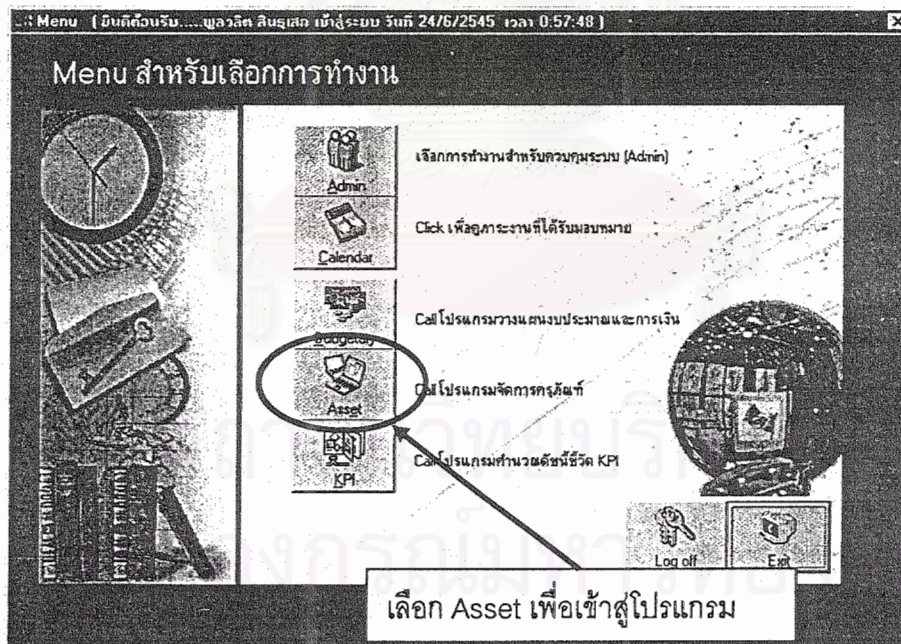 Menu ( ยินดีต้อนรับ.....พูลวลิต สินธุเสก เข้าสู่ระบบ วันที่ 24/6/2545 เวลา 0:57:48 )
Menu สำหรับเลือกการทำงาน
Admin
เลือกการทำงานสำหรับควบคุมระบบ (Admin)
Calendar
Click เพื่อดูภาระงานที่ได้รับมอบหมาย
Budgetary
Call โปรแกรมวางแผนงบประมาณและการเงิน
Asset
Call โปรแกรมจัดการครุภัณฑ์
KPI
Call โปรแกรมคำนวณดัชนีชี้วัด KPI
Log off
Exit
เลือก Asset เพื่อเข้าสู่โปรแกรม